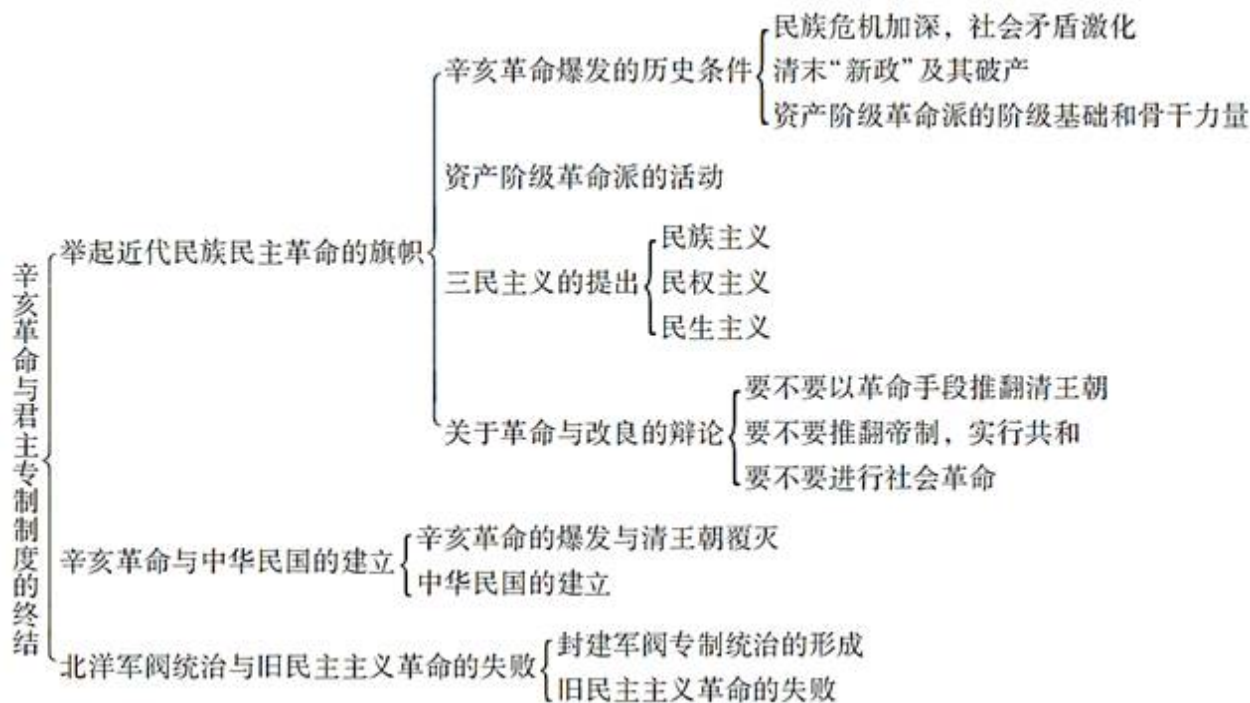 辛亥革命与君主专制制度的终结
举起近代民族民主革命的旗帜
辛亥革命爆发的历史条件
民族危机加深，社会矛盾激化
清末“新政”及其破产
资产阶级革命派的阶级基础和骨干力量
资产阶级革命派的活动
三民主义的提出
民族主义
民权主义
民生主义
关于革命与改良的辩论
要不要以革命手段推翻清王朝
要不要推翻帝制，实行共和
要不要进行社会革命
辛亥革命与中华民国的建立
辛亥革命的爆发与清王朝覆灭
中华民国的建立
北洋军阀统治与旧民主主义革命的失败
封建军阀专制统治的形成
旧民主主义革命的失败